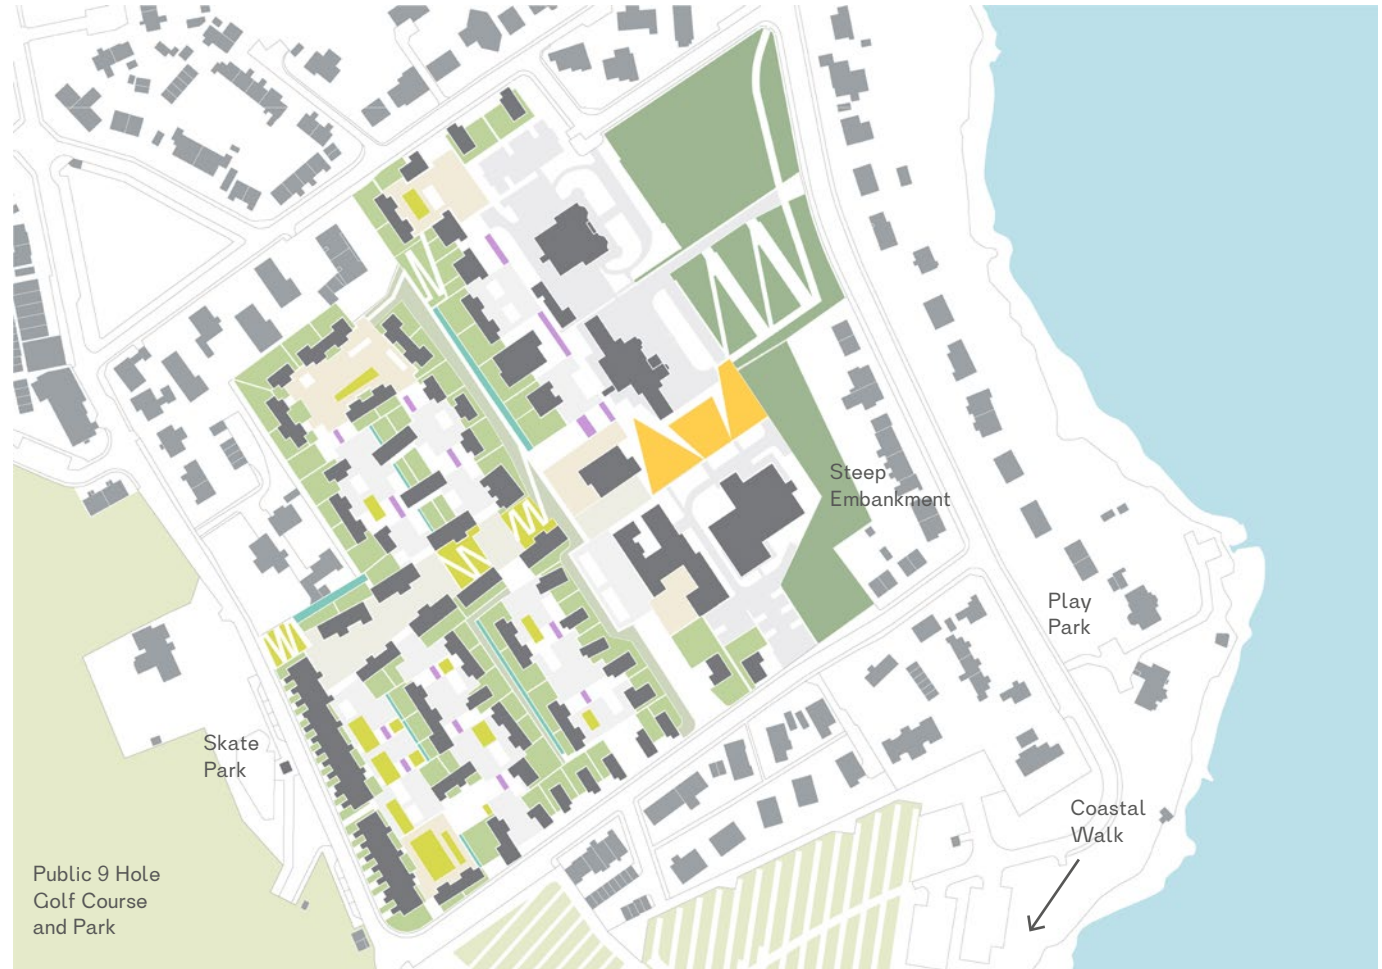 Steep
Embankment
Play
Park
Skate
Park
Coastal
Walk
Public 9 Hole
Golf Course
and Park